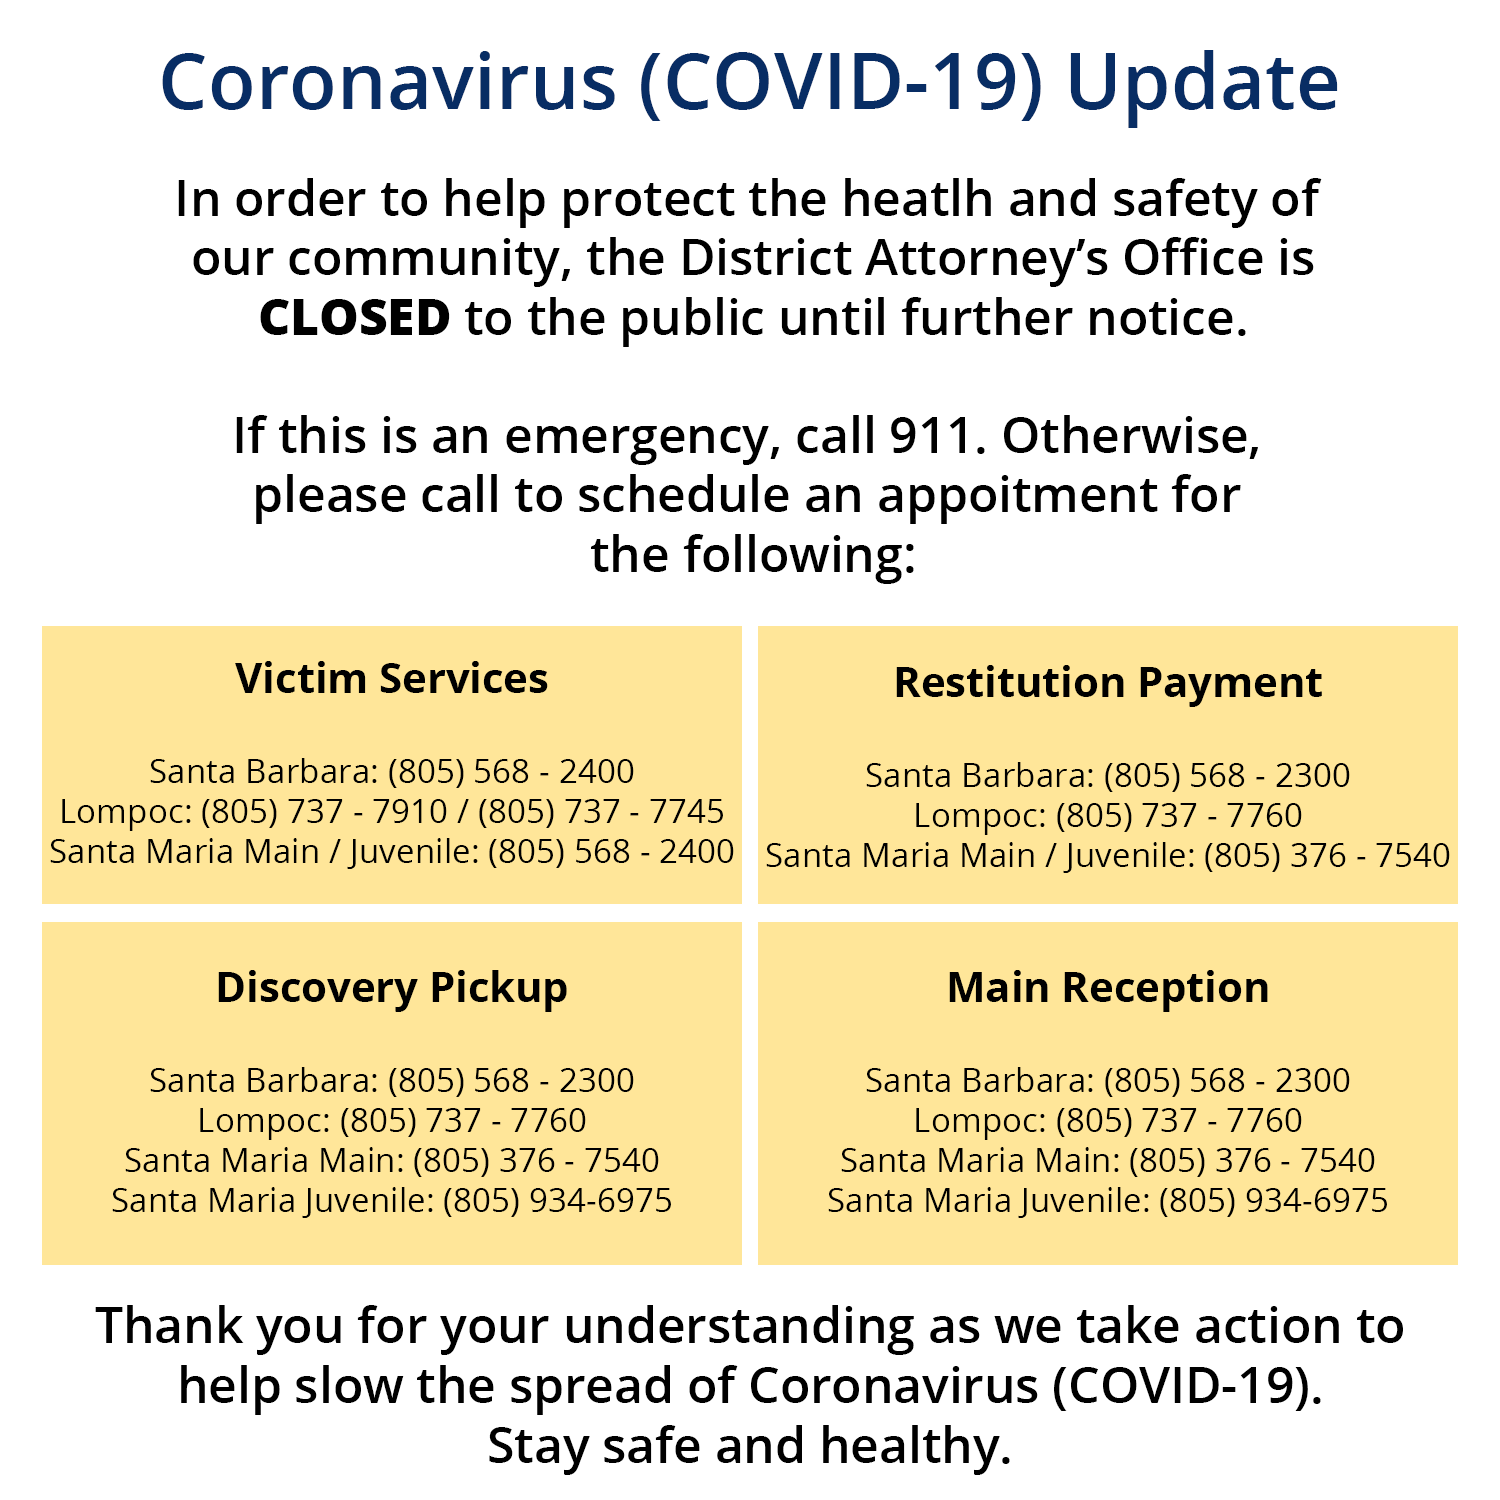 Coronavirus (COVID-19) Update
In order to help protect the heatlh and safety of
our community, the District Attorney’s Office is
CLOSED to the public until further notice.
If this is an emergency, call 911. Otherwise,
please call to schedule an appoitment for
the following:
Victim Services
Santa Barbara: (805) 568 - 2400
Lompoc: (805) 737 - 7910 / (805) 737 - 7745
Santa Maria Main / Juvenile: (805) 568 - 2400
Restitution Payment
Santa Barbara: (805) 568 - 2300
Lompoc: (805) 737 - 7760
Santa Maria Main / Juvenile: (805) 376 - 7540
Discovery Pickup
Santa Barbara: (805) 568 - 2300
Lompoc: (805) 737 - 7760
Santa Maria Main: (805) 376 - 7540
Santa Maria Juvenile: (805) 934-6975
Main Reception
Santa Barbara: (805) 568 - 2300
Lompoc: (805) 737 - 7760
Santa Maria Main: (805) 376 - 7540
Santa Maria Juvenile: (805) 934-6975
Thank you for your understanding as we take action to
help slow the spread of Coronavirus (COVID-19).
Stay safe and healthy.